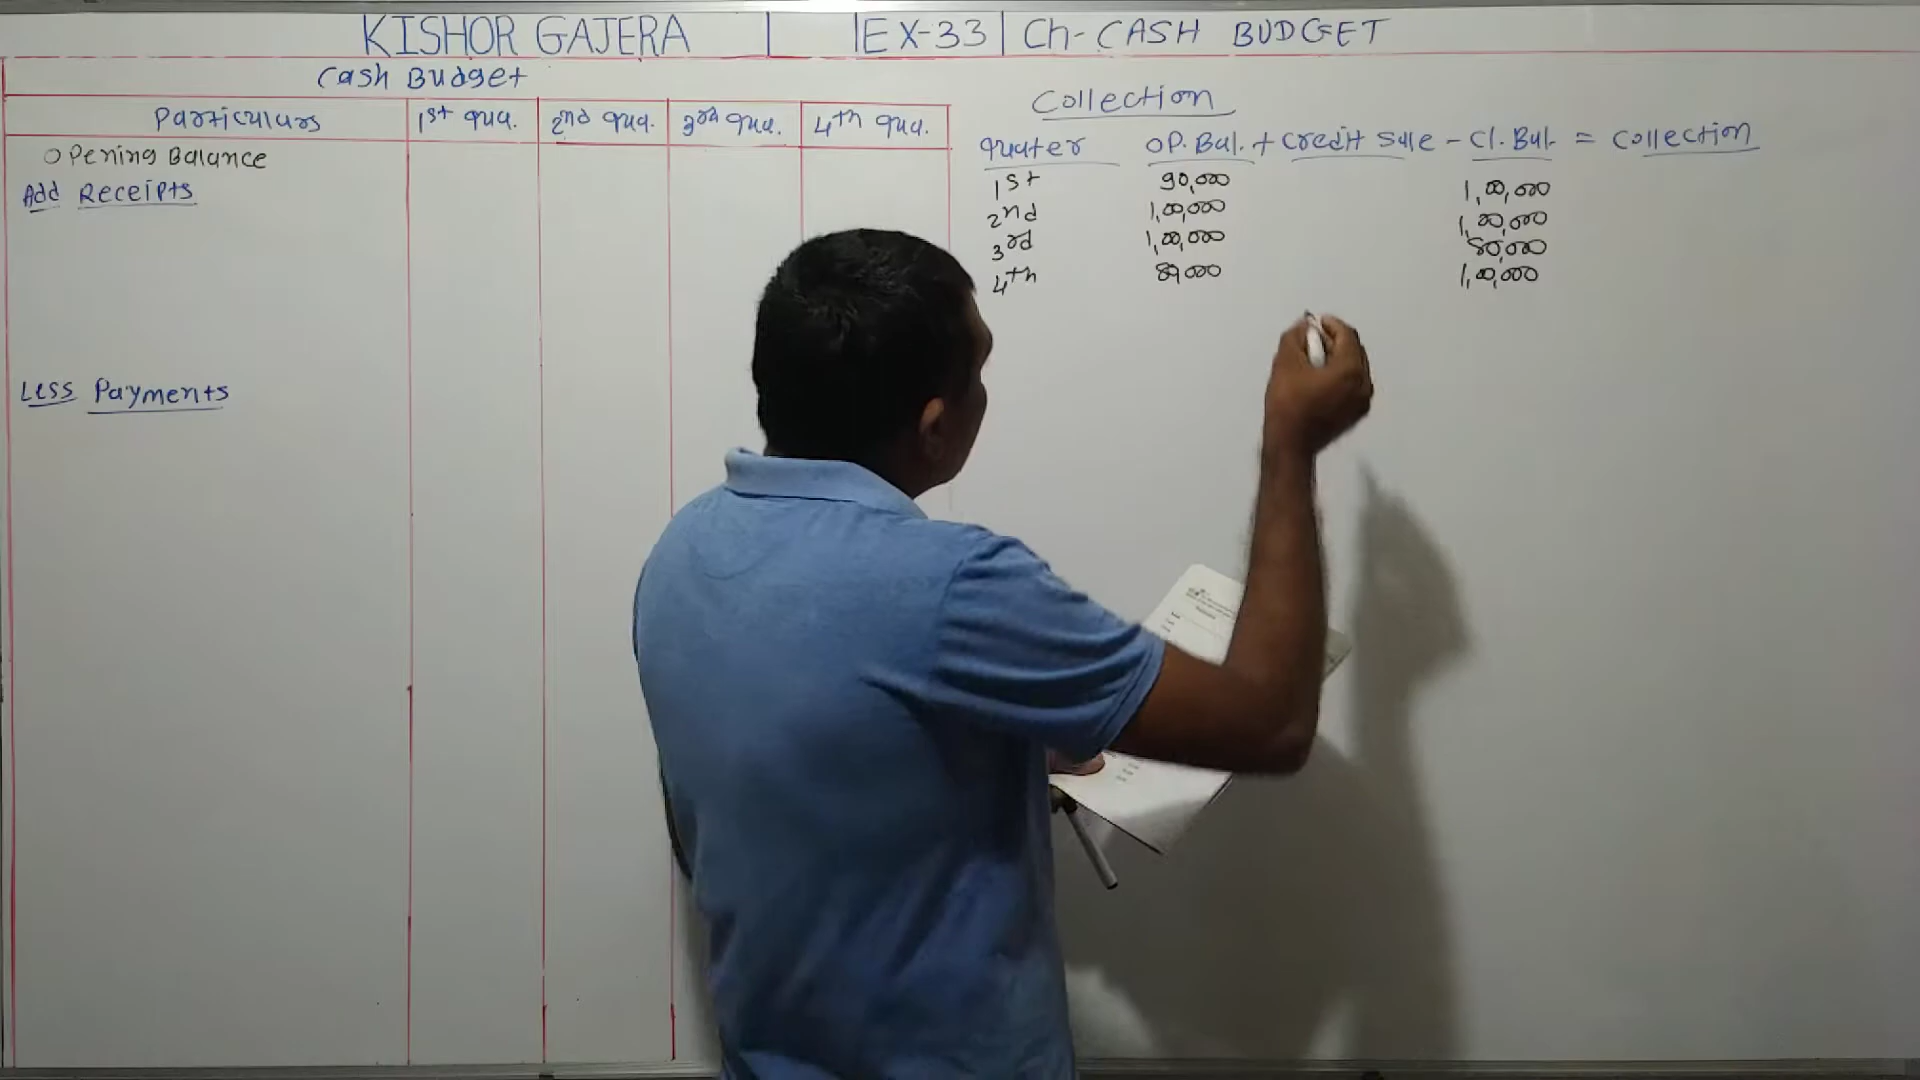 KISHOR GAJERA EX-33 Ch-CASH BUDGET
Cash Budget
Particulars 1st qua. 2nd qua. 3rd qua. 4th qua.
Opening Balance
Add Receipts
Less Payments
Collection
quater OP. Bal. + Credit Sale - Cl. Bal. = Collection
1st 90,000 1,00,000
2nd 1,00,000 1,00,000
3rd 1,00,000 80,000
4th 80,000 1,00,000